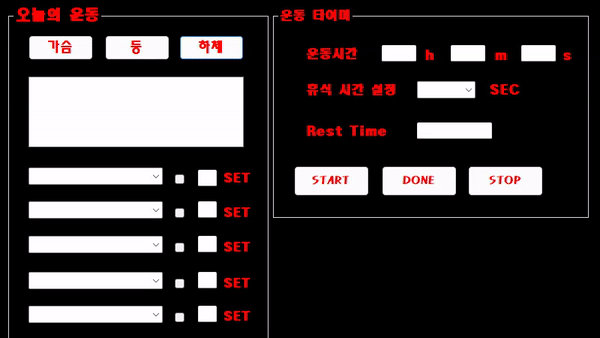 오늘의 운동
가슴 등 하체
SET
SET
SET
SET
SET
운동 타이머
운동시간 h m s
휴식 시간 설정 SEC
Rest Time
START DONE STOP